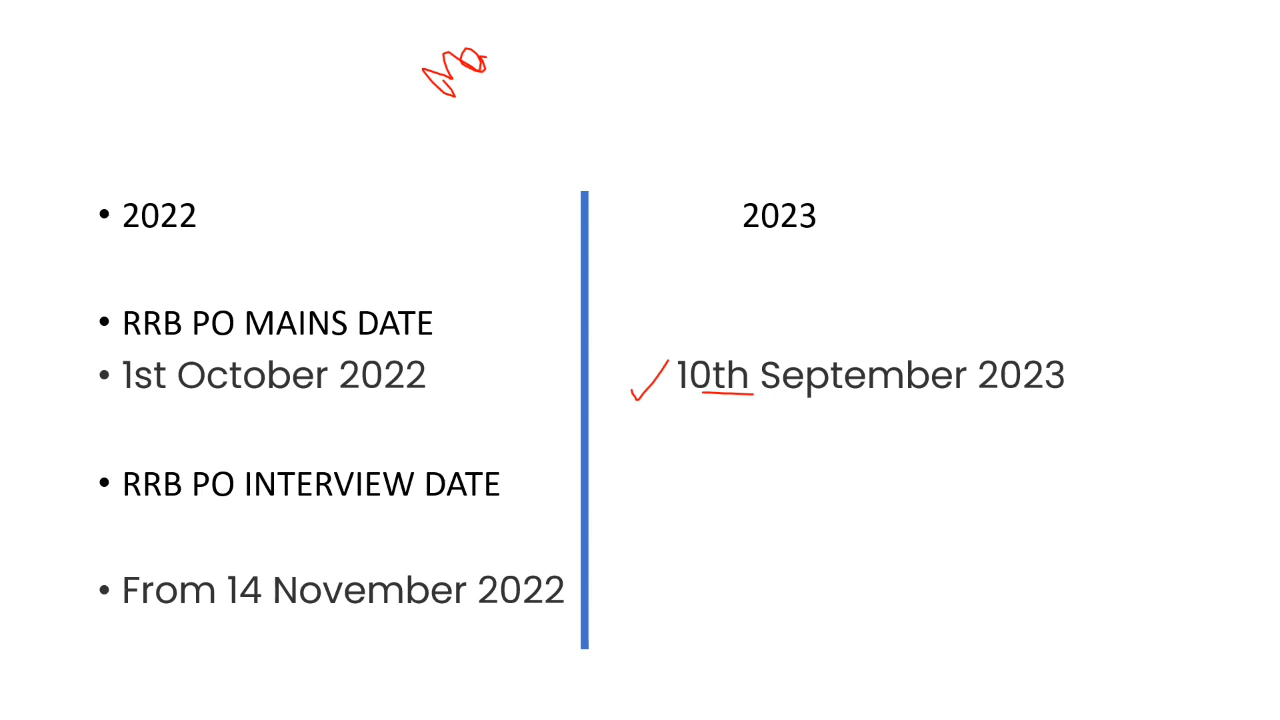 • 2022
2023
• RRB PO MAINS DATE
• 1st October 2022
10th September 2023
• RRB PO INTERVIEW DATE
• From 14 November 2022